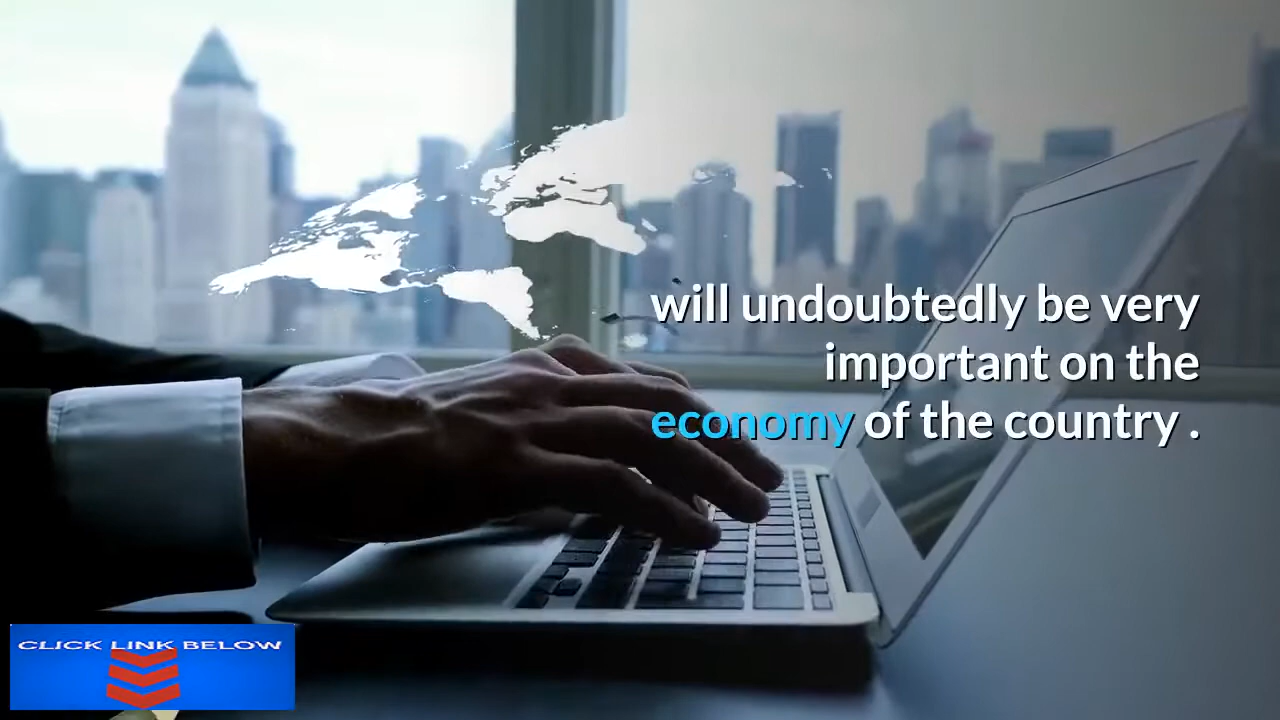 will undoubtedly be very
important on the
economy of the country .
CLICK LINK BELOW